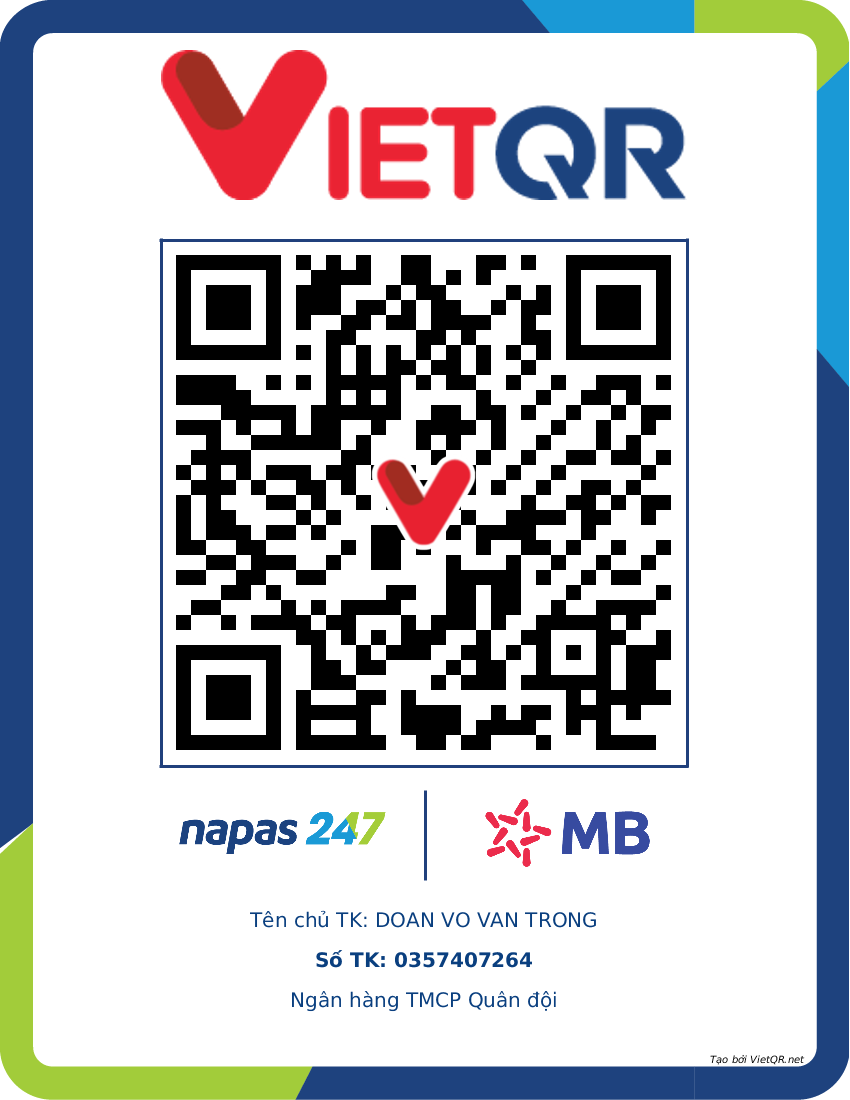 VIETQR
napas 247
MB
Tên chủ TK: DOAN VO VAN TRONG
Số TK: 0357407264
Ngân hàng TMCP Quân đội
Tạo bởi VietQR.net